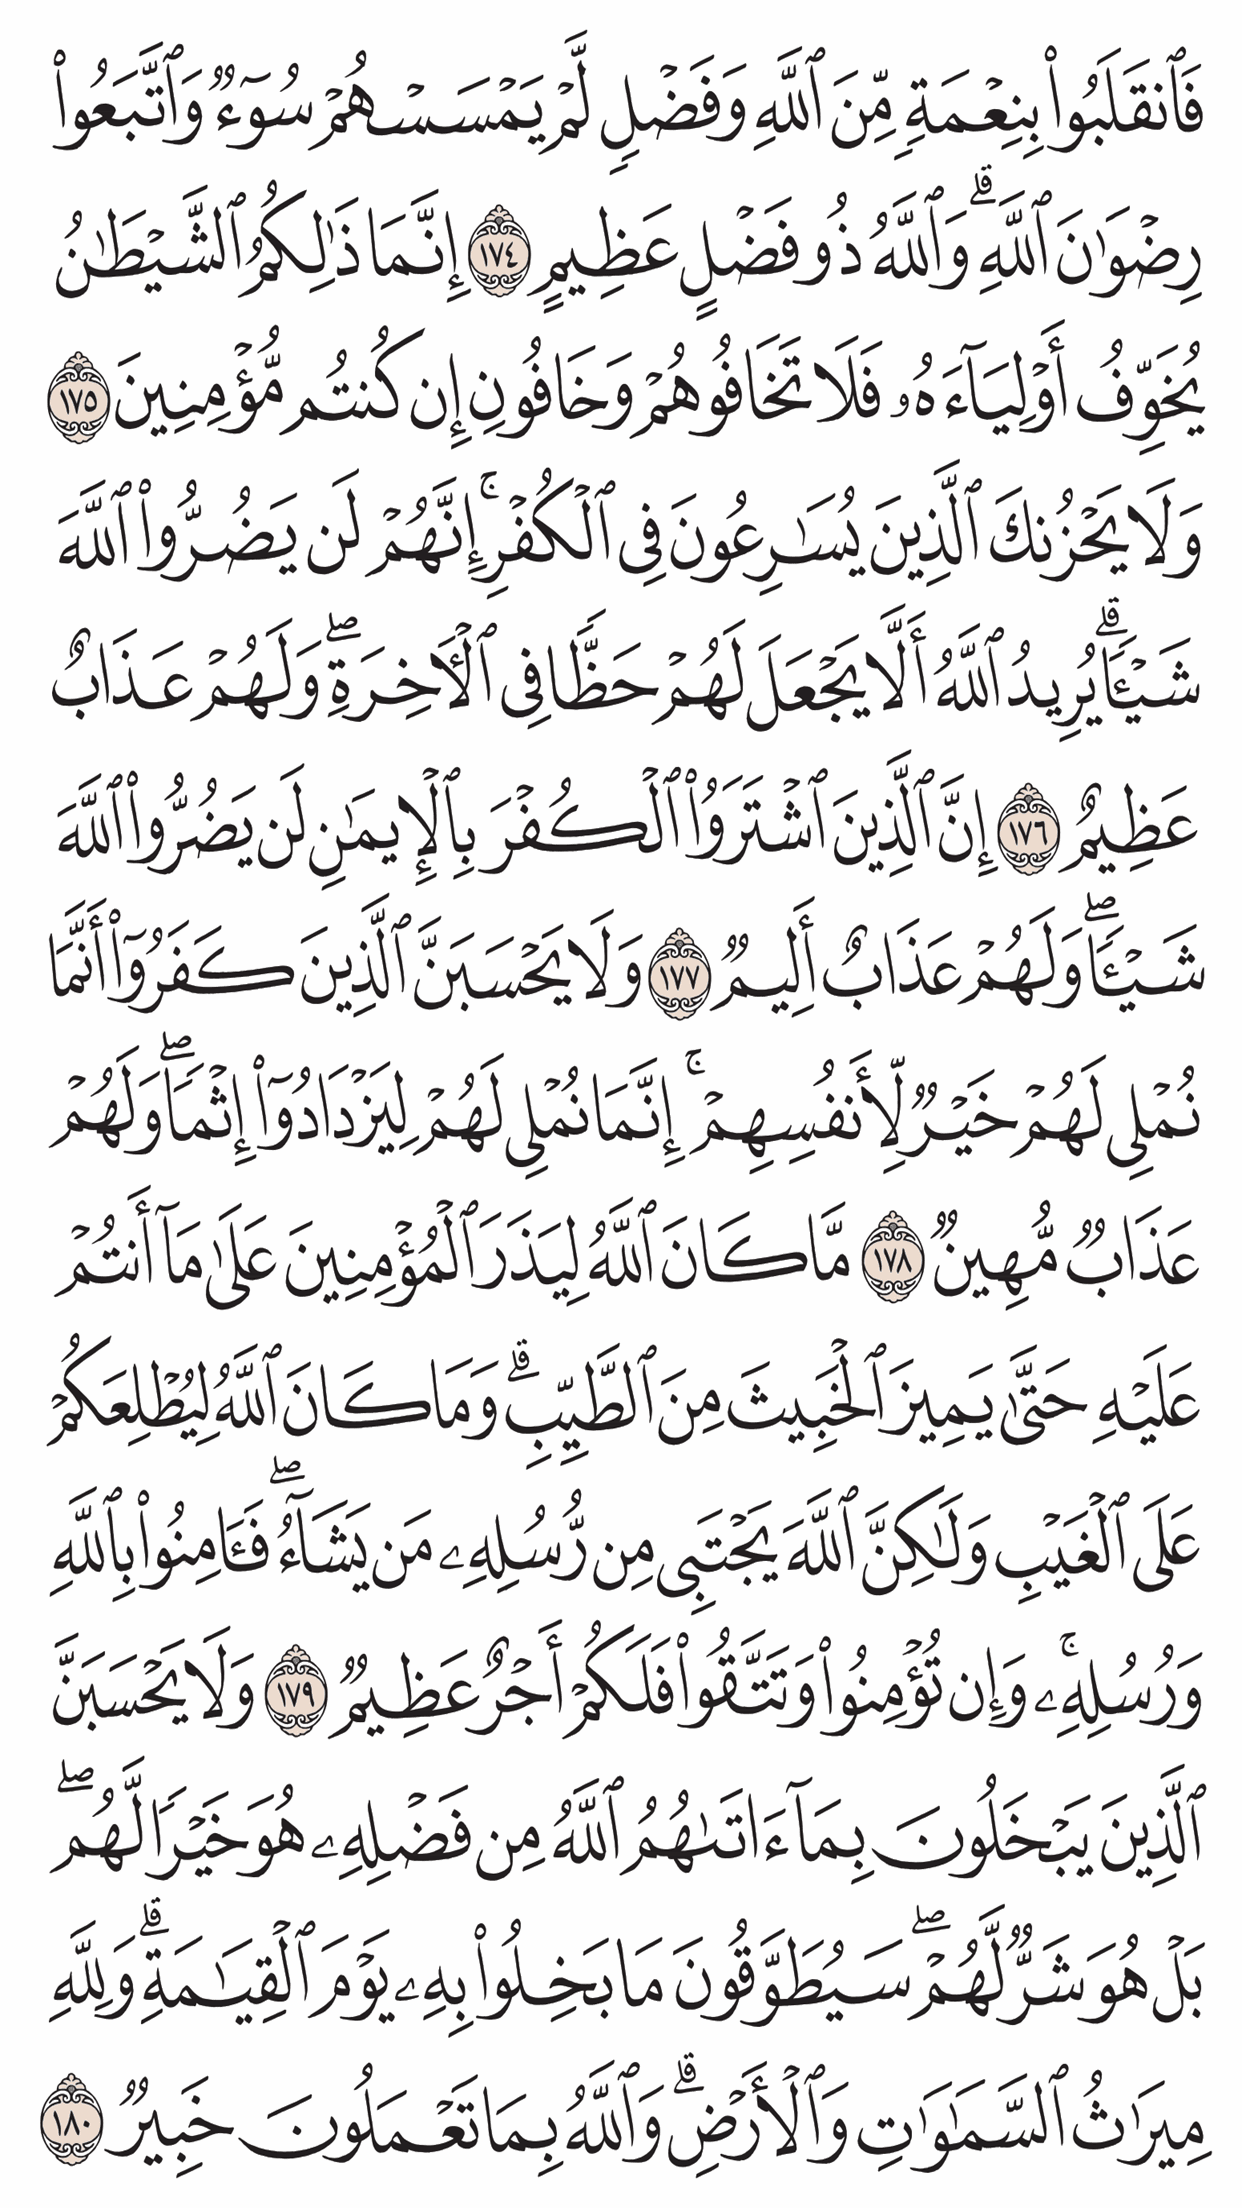 فَٱنقَلَبُوا۟ بِنِعْمَةٍ مِّنَ ٱللَّهِ وَفَضْلٍ لَّمْ يَمْسَسْهُمْ سُوٓءٌ وَٱتَّبَعُوا۟
رِضْوَٰنَ ٱللَّهِ ۗ وَٱللَّهُ ذُو فَضْلٍ عَظِيمٍ ١٧٤ إِنَّمَا ذَٰلِكُمُ ٱلشَّيْطَٰنُ
يُخَوِّفُ أَوْلِيَآءَهُۥ فَلَا تَخَافُوهُمْ وَخَافُونِ إِن كُنتُم مُّؤْمِنِينَ ١٧٥
وَلَا يَحْزُنكَ ٱلَّذِينَ يُسَٰرِعُونَ فِى ٱلْكُفْرِ ۚ إِنَّهُمْ لَن يَضُرُّوا۟ ٱللَّهَ
شَيْـًٔا ۗ يُرِيدُ ٱللَّهُ أَلَّا يَجْعَلَ لَهُمْ حَظًّا فِى ٱلْـَٔاخِرَةِ ۖ وَلَهُمْ عَذَابٌ
عَظِيمٌ ١٧٦ إِنَّ ٱلَّذِينَ ٱشْتَرَوُا۟ ٱلْكُفْرَ بِٱلْإِيمَٰنِ لَن يَضُرُّوا۟ ٱللَّهَ
شَيْـًٔا ۖ وَلَهُمْ عَذَابٌ أَلِيمٌ ١٧٧ وَلَا يَحْسَبَنَّ ٱلَّذِينَ كَفَرُوٓا۟ أَنَّمَا
نُمْلِى لَهُمْ خَيْرٌ لِّأَنفُسِهِمْ ۚ إِنَّمَا نُمْلِى لَهُمْ لِيَزْدَادُوٓا۟ إِثْمًا ۖ وَلَهُمْ
عَذَابٌ مُّهِينٌ ١٧٨ مَّا كَانَ ٱللَّهُ لِيَذَرَ ٱلْمُؤْمِنِينَ عَلَىٰ مَآ أَنتُمْ
عَلَيْهِ حَتَّىٰ يَمِيزَ ٱلْخَبِيثَ مِنَ ٱلطَّيِّبِ ۗ وَمَا كَانَ ٱللَّهُ لِيُطْلِعَكُمْ
عَلَى ٱلْغَيْبِ وَلَٰكِنَّ ٱللَّهَ يَجْتَبِى مِن رُّسُلِهِۦ مَن يَشَآءُ ۖ فَـَٔامِنُوا۟ بِٱللَّهِ
وَرُسُلِهِۦ ۚ وَإِن تُؤْمِنُوا۟ وَتَتَّقُوا۟ فَلَكُمْ أَجْرٌ عَظِيمٌ ١٧٩ وَلَا يَحْسَبَنَّ
ٱلَّذِينَ يَبْخَلُونَ بِمَآ ءَاتَىٰهُمُ ٱللَّهُ مِن فَضْلِهِۦ هُوَ خَيْرًا لَّهُم ۖ
بَلْ هُوَ شَرٌّ لَّهُمْ ۖ سَيُطَوَّقُونَ مَا بَخِلُوا۟ بِهِۦ يَوْمَ ٱلْقِيَٰمَةِ ۗ وَلِلَّهِ
مِيرَٰثُ ٱلسَّمَٰوَٰتِ وَٱلْأَرْضِ ۗ وَٱللَّهُ بِمَا تَعْمَلُونَ خَبِيرٌ ١٨٠